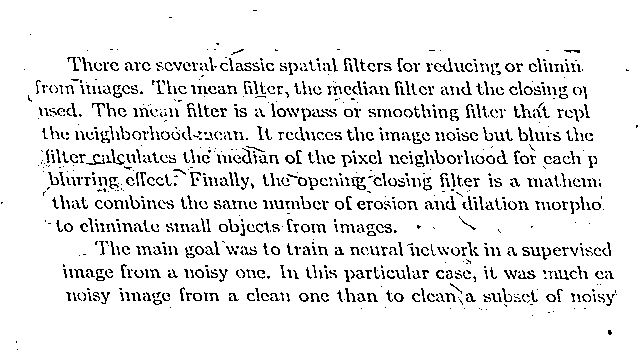 There are several classic spatial filters for reducing or elimin
from images. The mean filter, the median filter and the closing op
used. The mean filter is a lowpass or smoothing filter that repl
the neighborhood mean. It reduces the image noise but blurs the
filter calculates the median of the pixel neighborhood for each p
blurring effect. Finally, the opening closing filter is a mathem
that combines the same number of erosion and dilation morpho
to eliminate small objects from images.
The main goal was to train a neural network in a supervised
image from a noisy one. In this particular case, it was much ea
noisy image from a clean one than to clean a subset of noisy